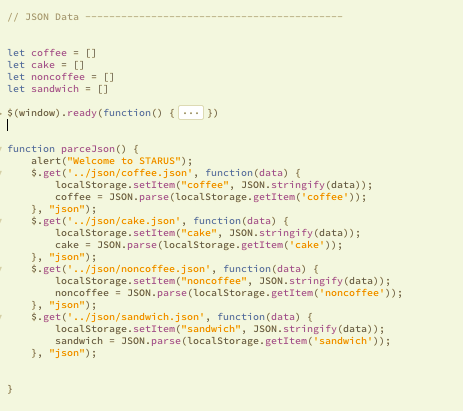 // JSON Data -----------------------------------------
let coffee = []
let cake = []
let noncoffee = []
let sandwich = []
$(window).ready(function() { ··· })
function parceJson() {
alert("Welcome to STARUS");
$.get('../json/coffee.json', function(data) {
localStorage.setItem("coffee", JSON.stringify(data));
coffee = JSON.parse(localStorage.getItem('coffee'));
}, "json");
$.get('../json/cake.json', function(data) {
localStorage.setItem("cake", JSON.stringify(data));
cake = JSON.parse(localStorage.getItem('cake'));
}, "json");
$.get('../json/noncoffee.json', function(data) {
localStorage.setItem("noncoffee", JSON.stringify(data));
noncoffee = JSON.parse(localStorage.getItem('noncoffee'));
}, "json");
$.get('../json/sandwich.json', function(data) {
localStorage.setItem("sandwich", JSON.stringify(data));
sandwich = JSON.parse(localStorage.getItem('sandwich'));
}, "json");
}